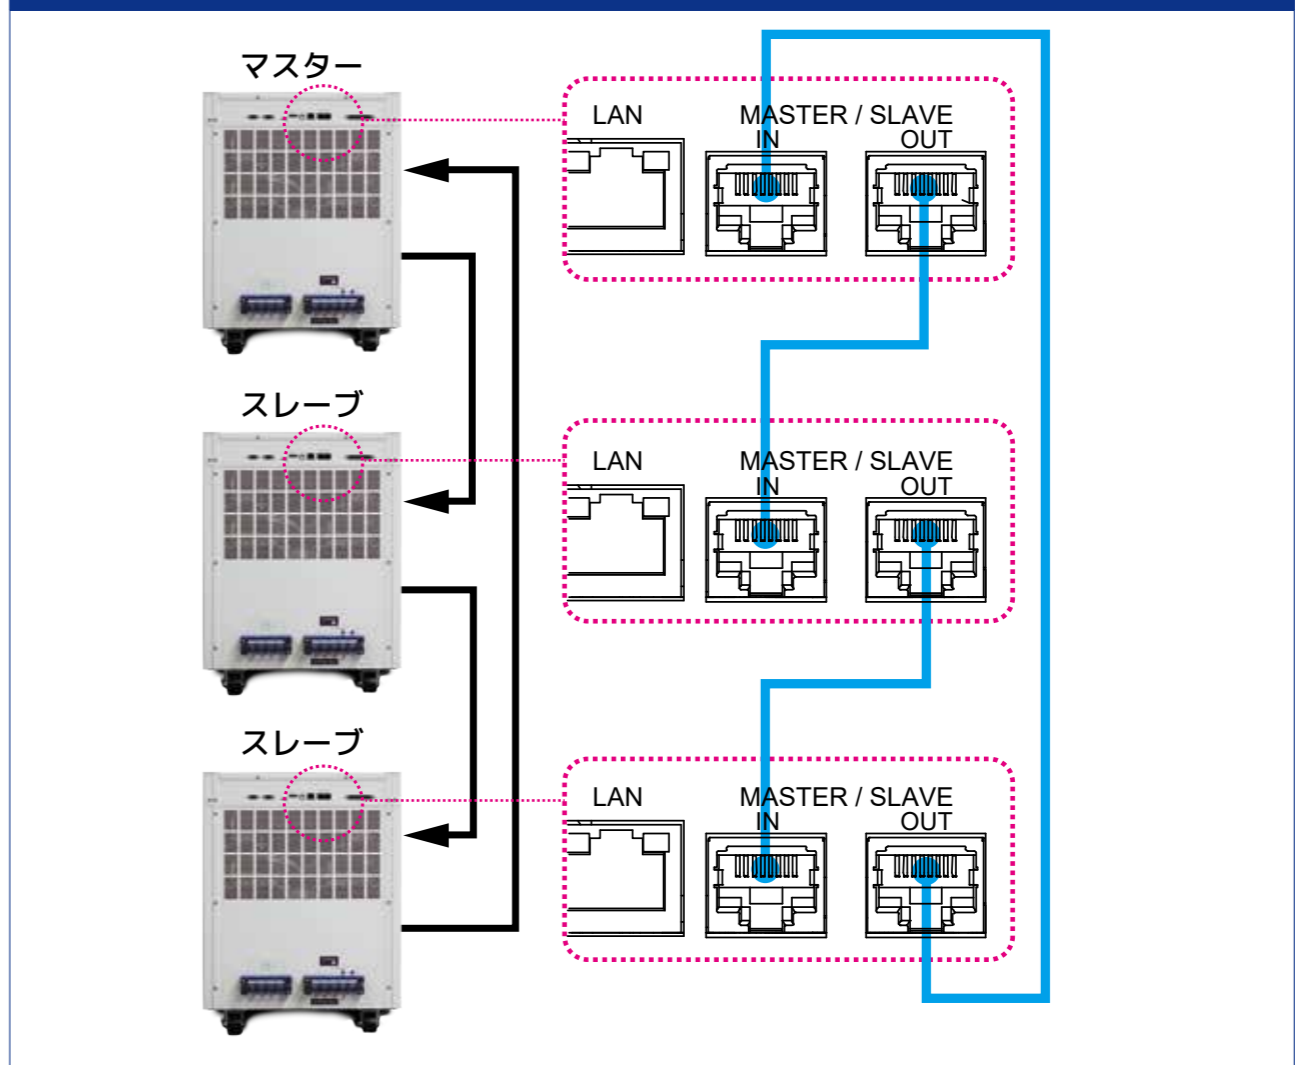 マスター
LAN
MASTER / SLAVE
IN
OUT
スレーブ
LAN
MASTER / SLAVE
IN
OUT
スレーブ
LAN
MASTER / SLAVE
IN
OUT